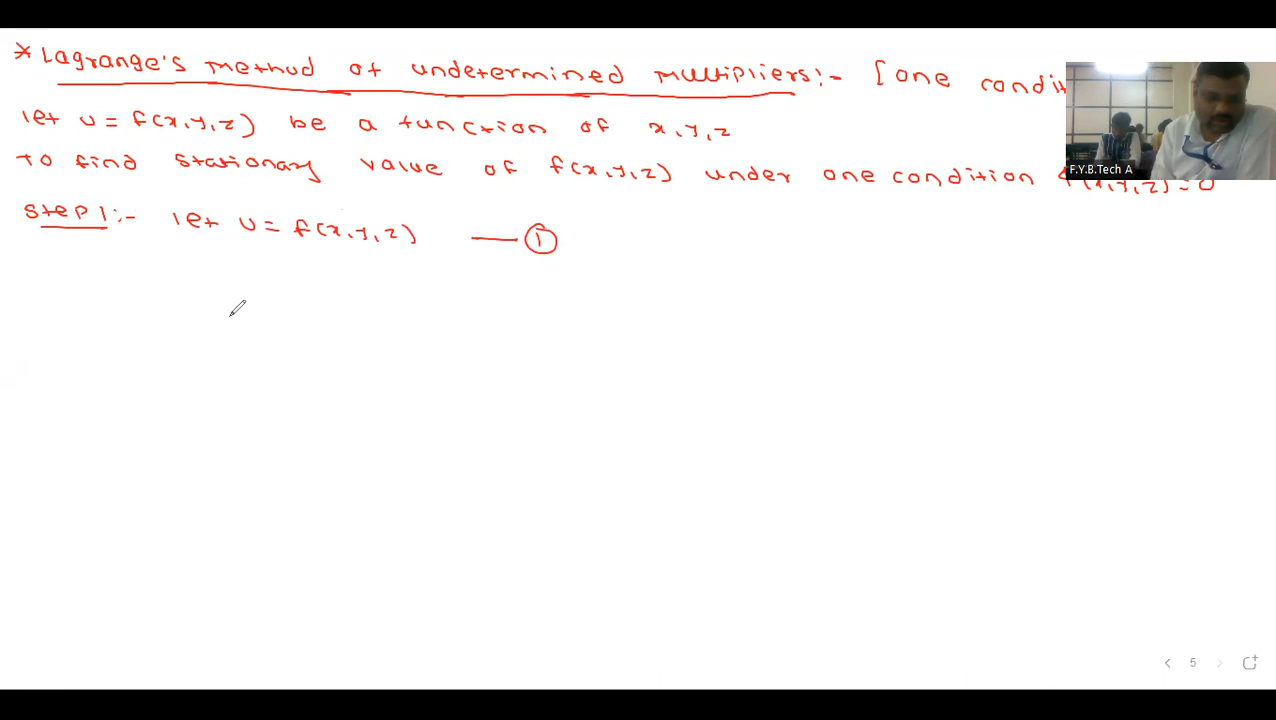 * Lagrange's method of undetermined multipliers:- [one
let u = f(x,y,z) be a function of x,y,z
to find stationary value of f(x,y,z) under one condition (x,y,z)=0
Step 1:- let u = f(x,y,z) — ①
F.Y.B.Tech A
5